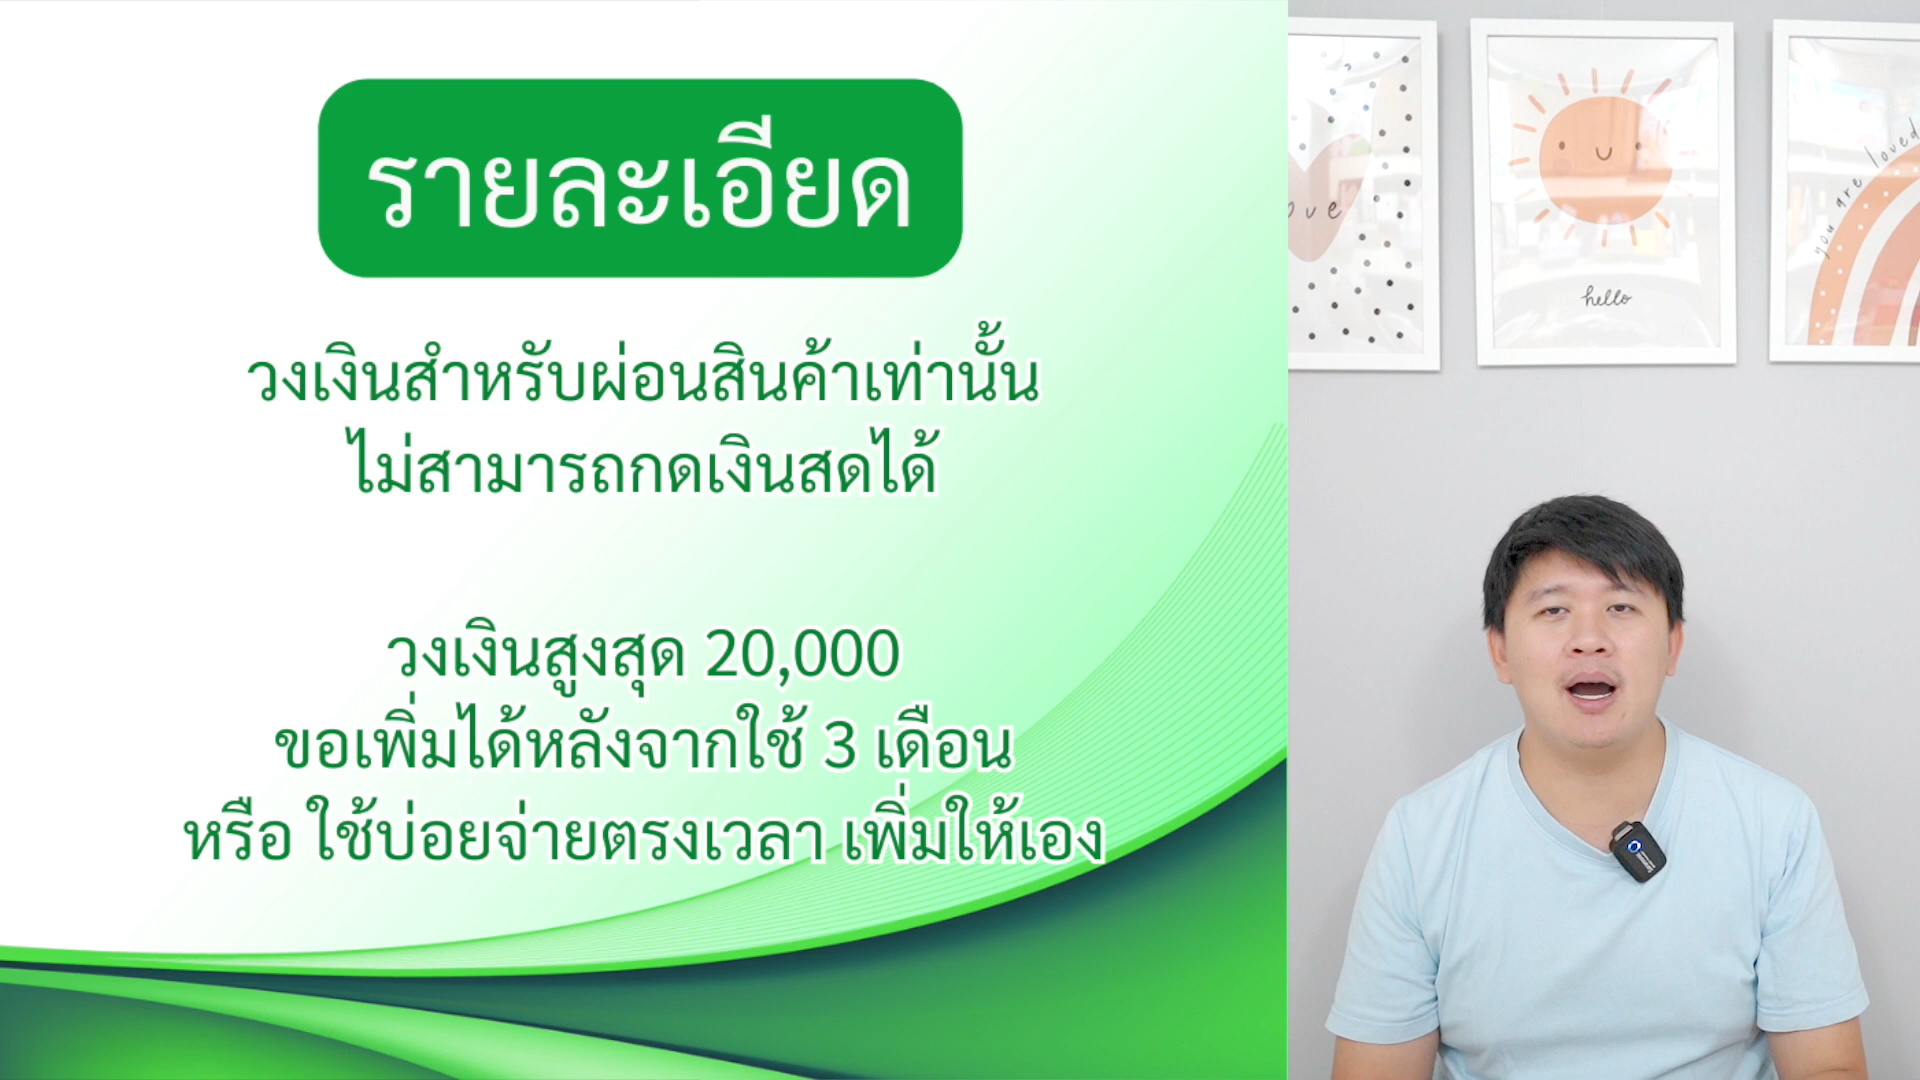 รายละเอียด
วงเงินสำหรับผ่อนสินค้าเท่านั้น
ไม่สามารถกดเงินสดได้
วงเงินสูงสุด 20,000
ขอเพิ่มได้หลังจากใช้ 3 เดือน
หรือ ใช้บ่อยจ่ายตรงเวลา เพิ่มให้เอง
hello
you are loved